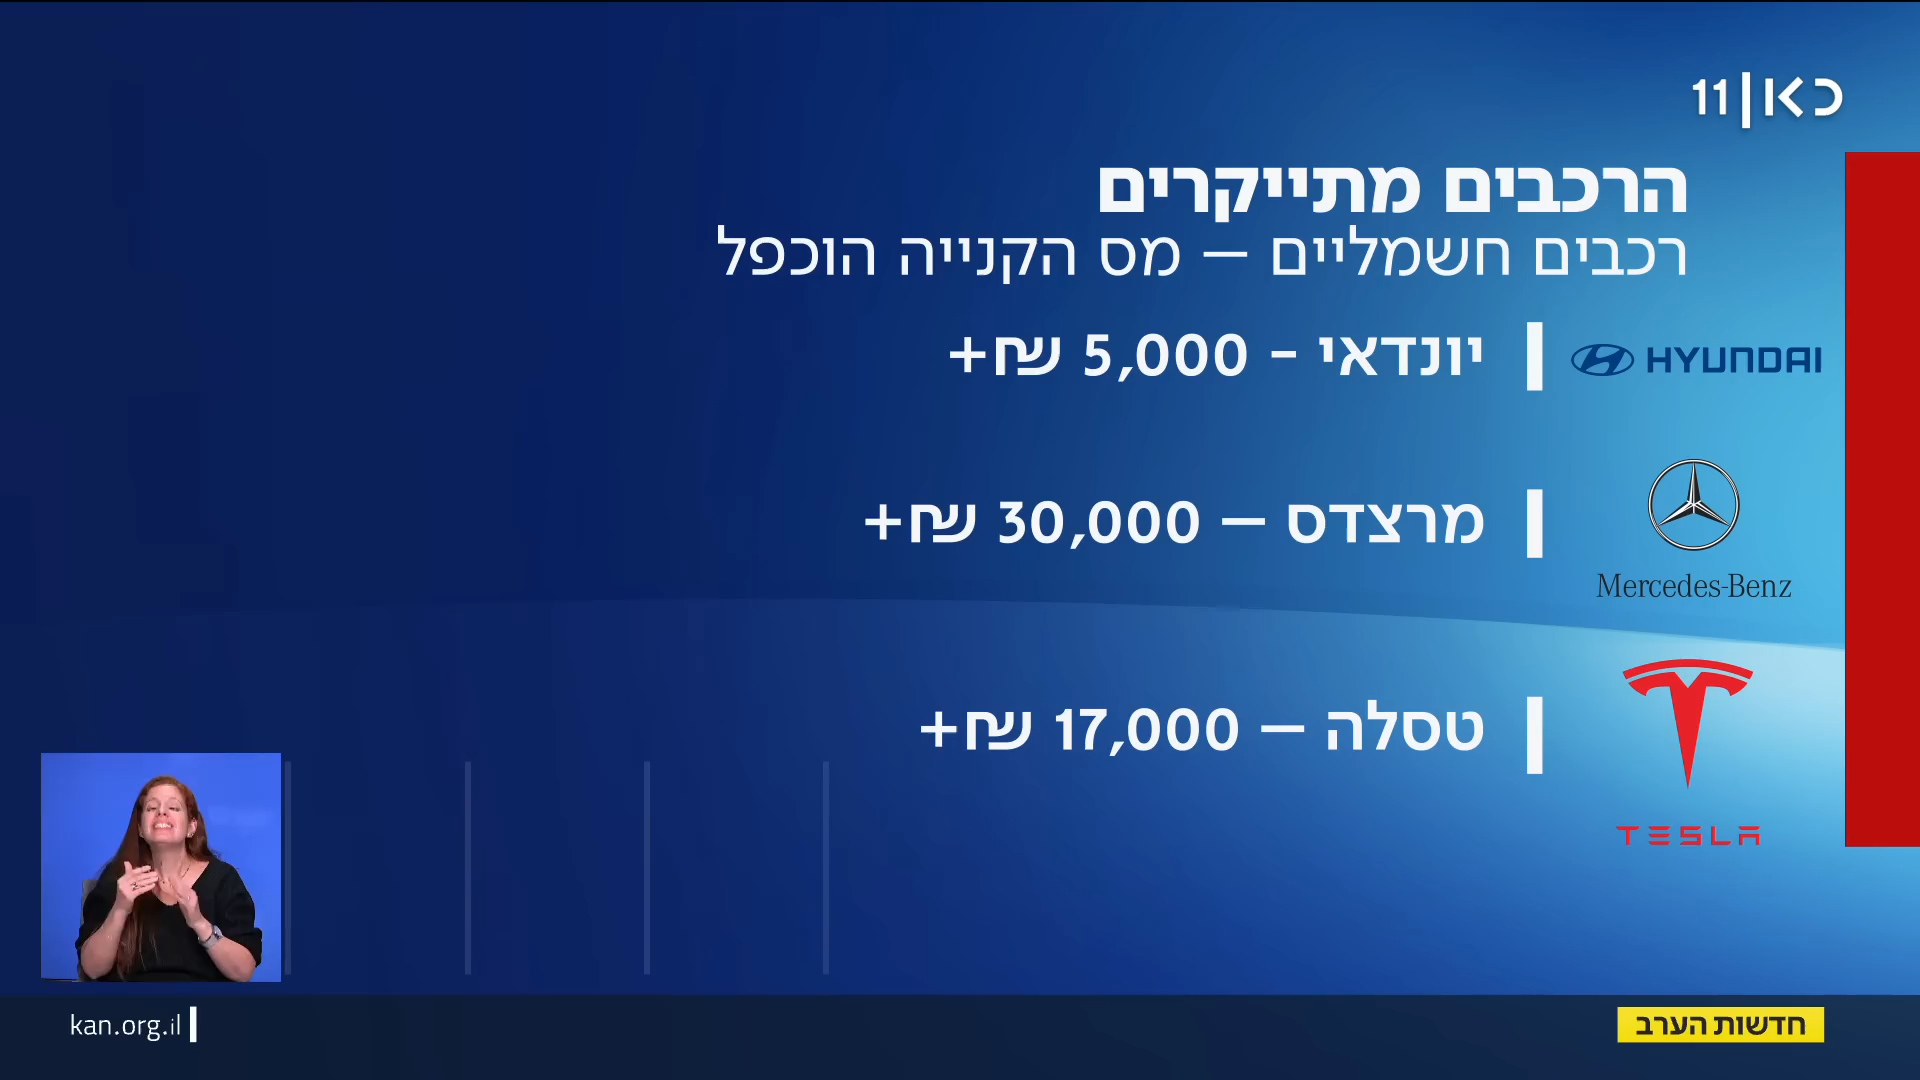 כאן | 11
הרכבים מתייקרים
רכבים חשמליים – מס הקנייה הוכפל
HYUNDAI
יונדאי - 5,000 ₪+
מרצדס – 30,000 ₪+
Mercedes-Benz
טסלה – 17,000 ₪+
TESLA
חדשות הערב
kan.org.il